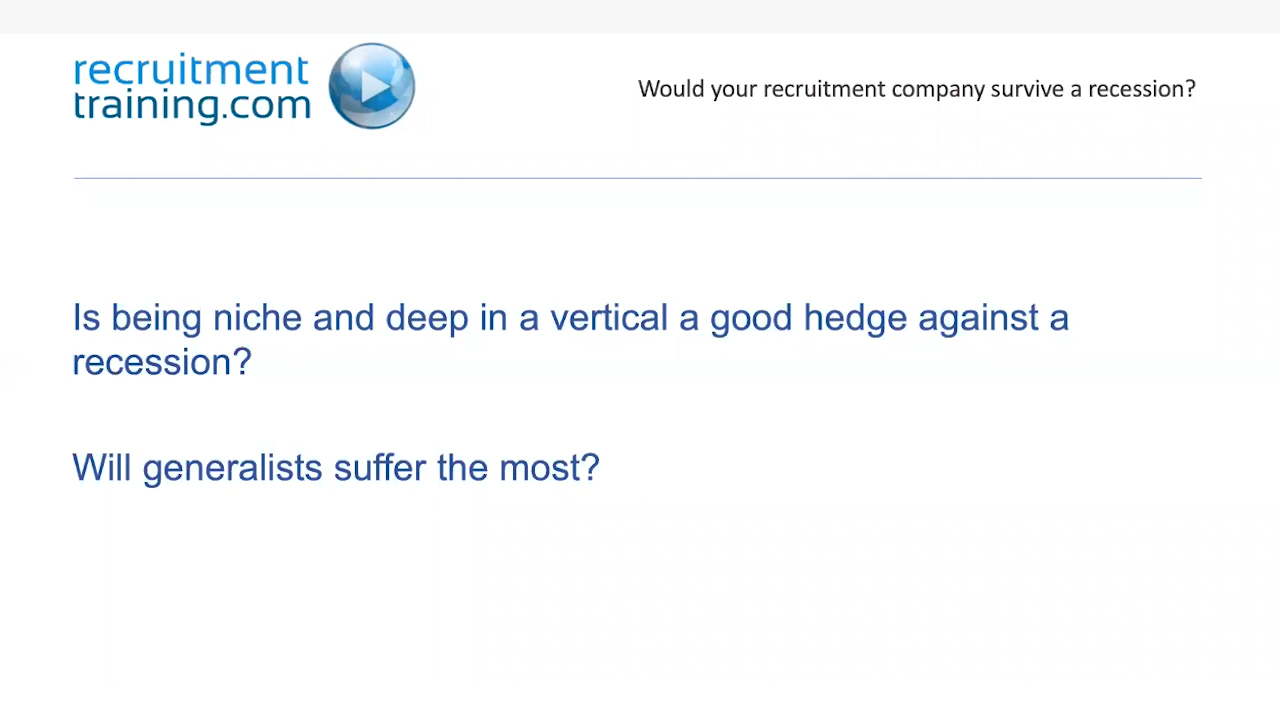 recruitment
training.com
Would your recruitment company survive a recession?
Is being niche and deep in a vertical a good hedge against a
recession?
Will generalists suffer the most?